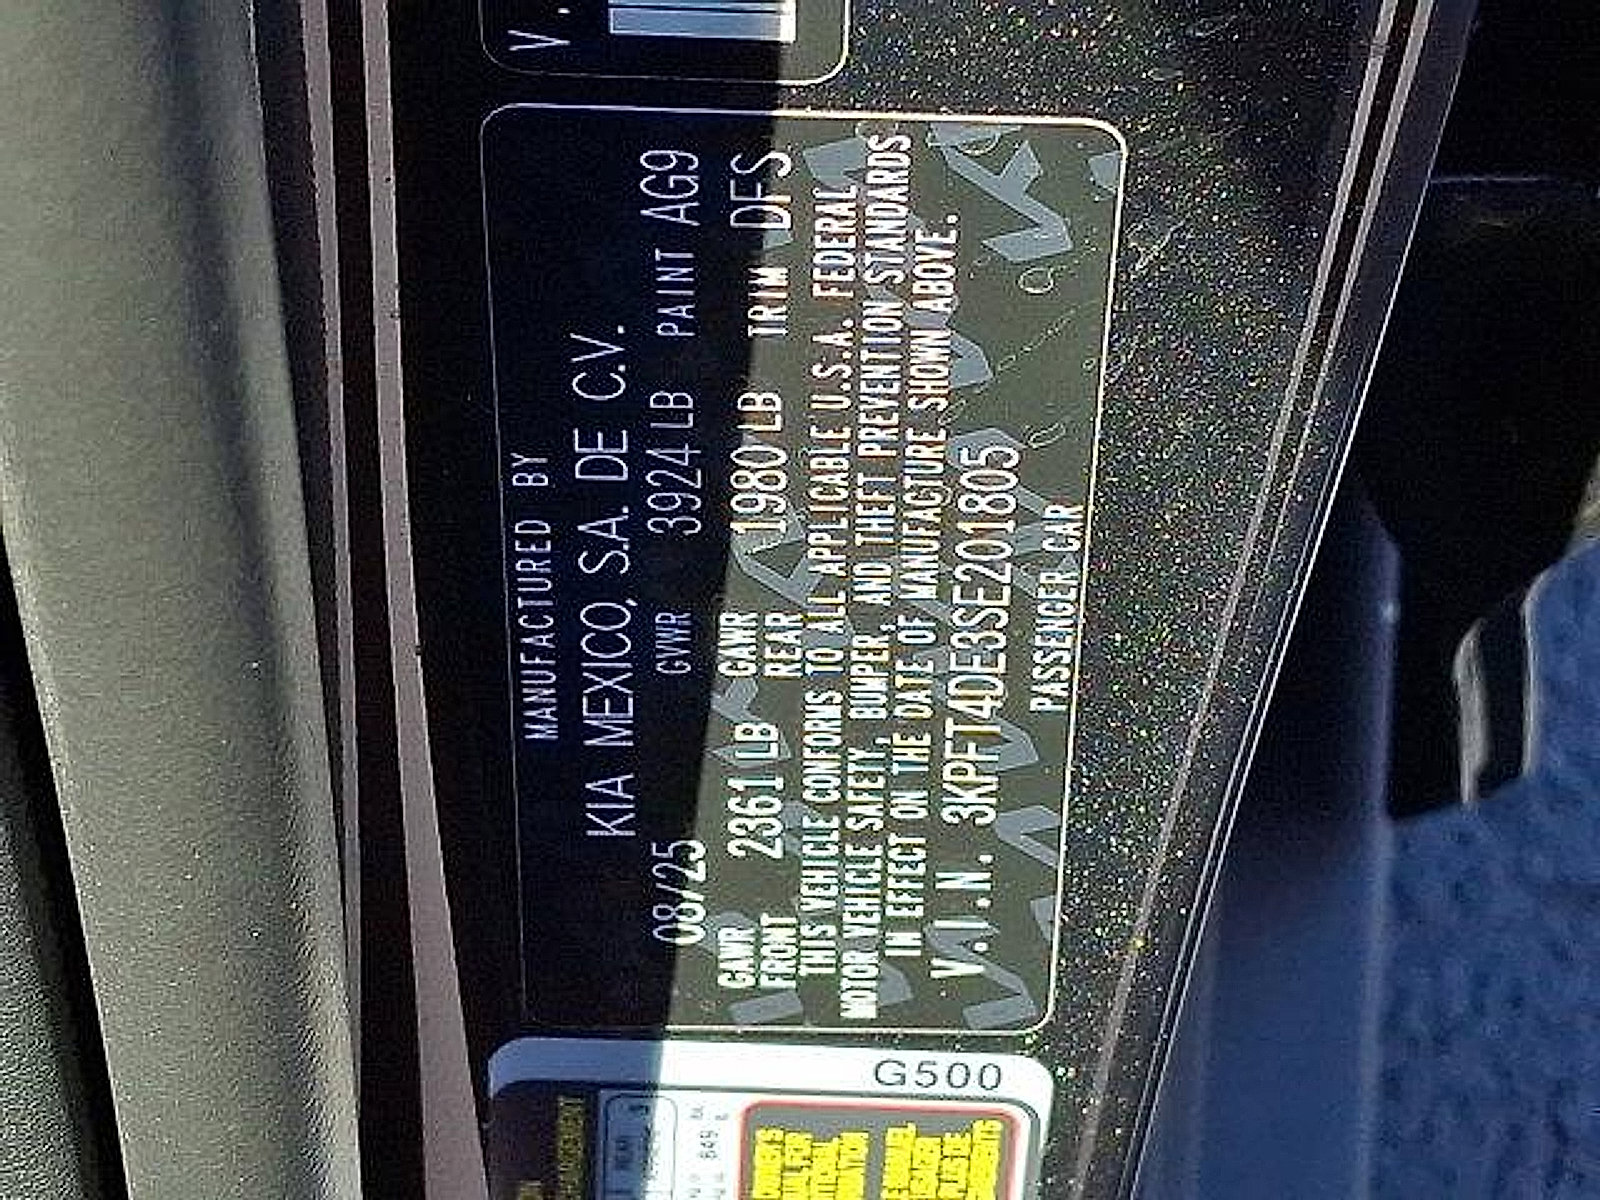 V.
MANUFACTURED BY
KIA MEXICO, S.A. DE C.V.
08/25 GVWR 3924 LB PAINT AG9
GAWR FRONT 2361 LB GAWR REAR 1980 LB TRIM DFS
THIS VEHICLE CONFORMS TO ALL APPLICABLE U.S.A. FEDERAL
MOTOR VEHICLE SAFETY, BUMPER, AND THEFT PREVENTION STANDARDS
IN EFFECT ON THE DATE OF MANUFACTURE SHOWN ABOVE.
V.I.N. 3KPFT4DE3SE201805
PASSENGER CAR
G500